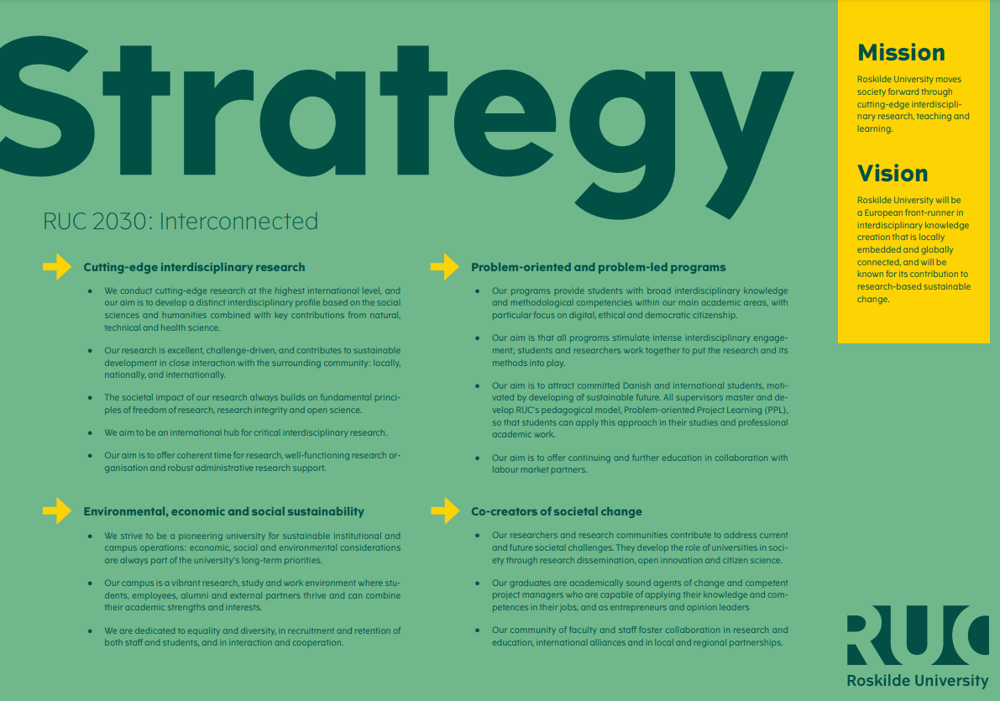 Strategy
RUC 2030: Interconnected
Cutting-edge interdisciplinary research
• We conduct cutting-edge research at the highest international level, and
our aim is to develop a distinct interdisciplinary profile based on the social
sciences and humanities combined with key contributions from natural,
technical and health science.
• Our research is excellent, challenge-driven, and contributes to sustainable
development in close interaction with the surrounding community: locally,
nationally, and internationally.
• The societal impact of our research always builds on fundamental princi-
ples of freedom of research, research integrity and open science.
• We aim to be an international hub for critical interdisciplinary research.
• Our aim is to offer coherent time for research, well-functioning research or-
ganisation and robust administrative research support.
Problem-oriented and problem-led programs
• Our programs provide students with broad interdisciplinary knowledge
and methodological competencies within our main academic areas, with
particular focus on digital, ethical and democratic citizenship.
• Our aim is that all programs stimulate intense interdisciplinary engage-
ment; students and researchers work together to put the research and its
methods into play.
• Our aim is to attract committed Danish and international students, moti-
vated by developing af sustainable future. All supervisors master and de-
velop RUC's pedagogical model, Problem-oriented Project Learning (PPL),
so that students can apply this approach in their studies and professional
academic work.
• Our aim is to offer continuing and further education in collaboration with
labour market partners.
Environmental, economic and social sustainability
• We strive to be a pioneering university for sustainable institutional and
campus operations: economic, social and environmental considerations
are always part of the university's long-term priorities.
• Our campus is a vibrant research, study and work environment where stu-
dents, employees, alumni and external partners thrive and can combine
their academic strengths and interests.
• We are dedicated to equality and diversity, in recruitment and retention of
both staff and students, and in interaction and cooperation.
Co-creators of societal change
• Our researchers and research communities contribute to address current
and future societal challenges. They develop the role of universities in soci-
ety through research dissemination, open innovation and citizen science.
• Our graduates are academically sound agents of change and competent
project managers who are capable of applying their knowledge and com-
petences in their jobs, and as entrepreneurs and opinion leaders
• Our community of faculty and staff foster collaboration in research and
education, international alliances and in local and regional partnerships.
Mission
Roskilde University moves
society forward through
cutting-edge interdiscipli-
nary research, teaching and
learning.
Vision
Roskilde University will be
a European front-runner in
interdisciplinary knowledge
creation that is locally
embedded and globally
connected, and will be
known for its contribution to
research-based sustainable
change.
RUC
Roskilde University